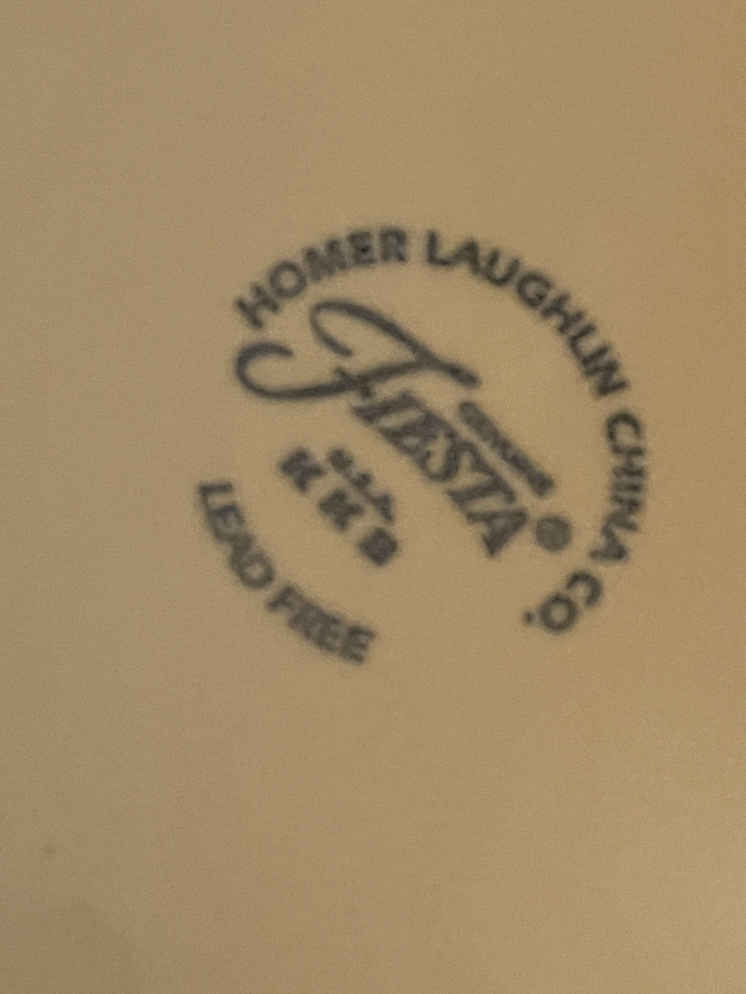 HOMER LAUGHLIN CHINA CO.
GENUINE
FIESTA®
U.S.A.
LEAD FREE